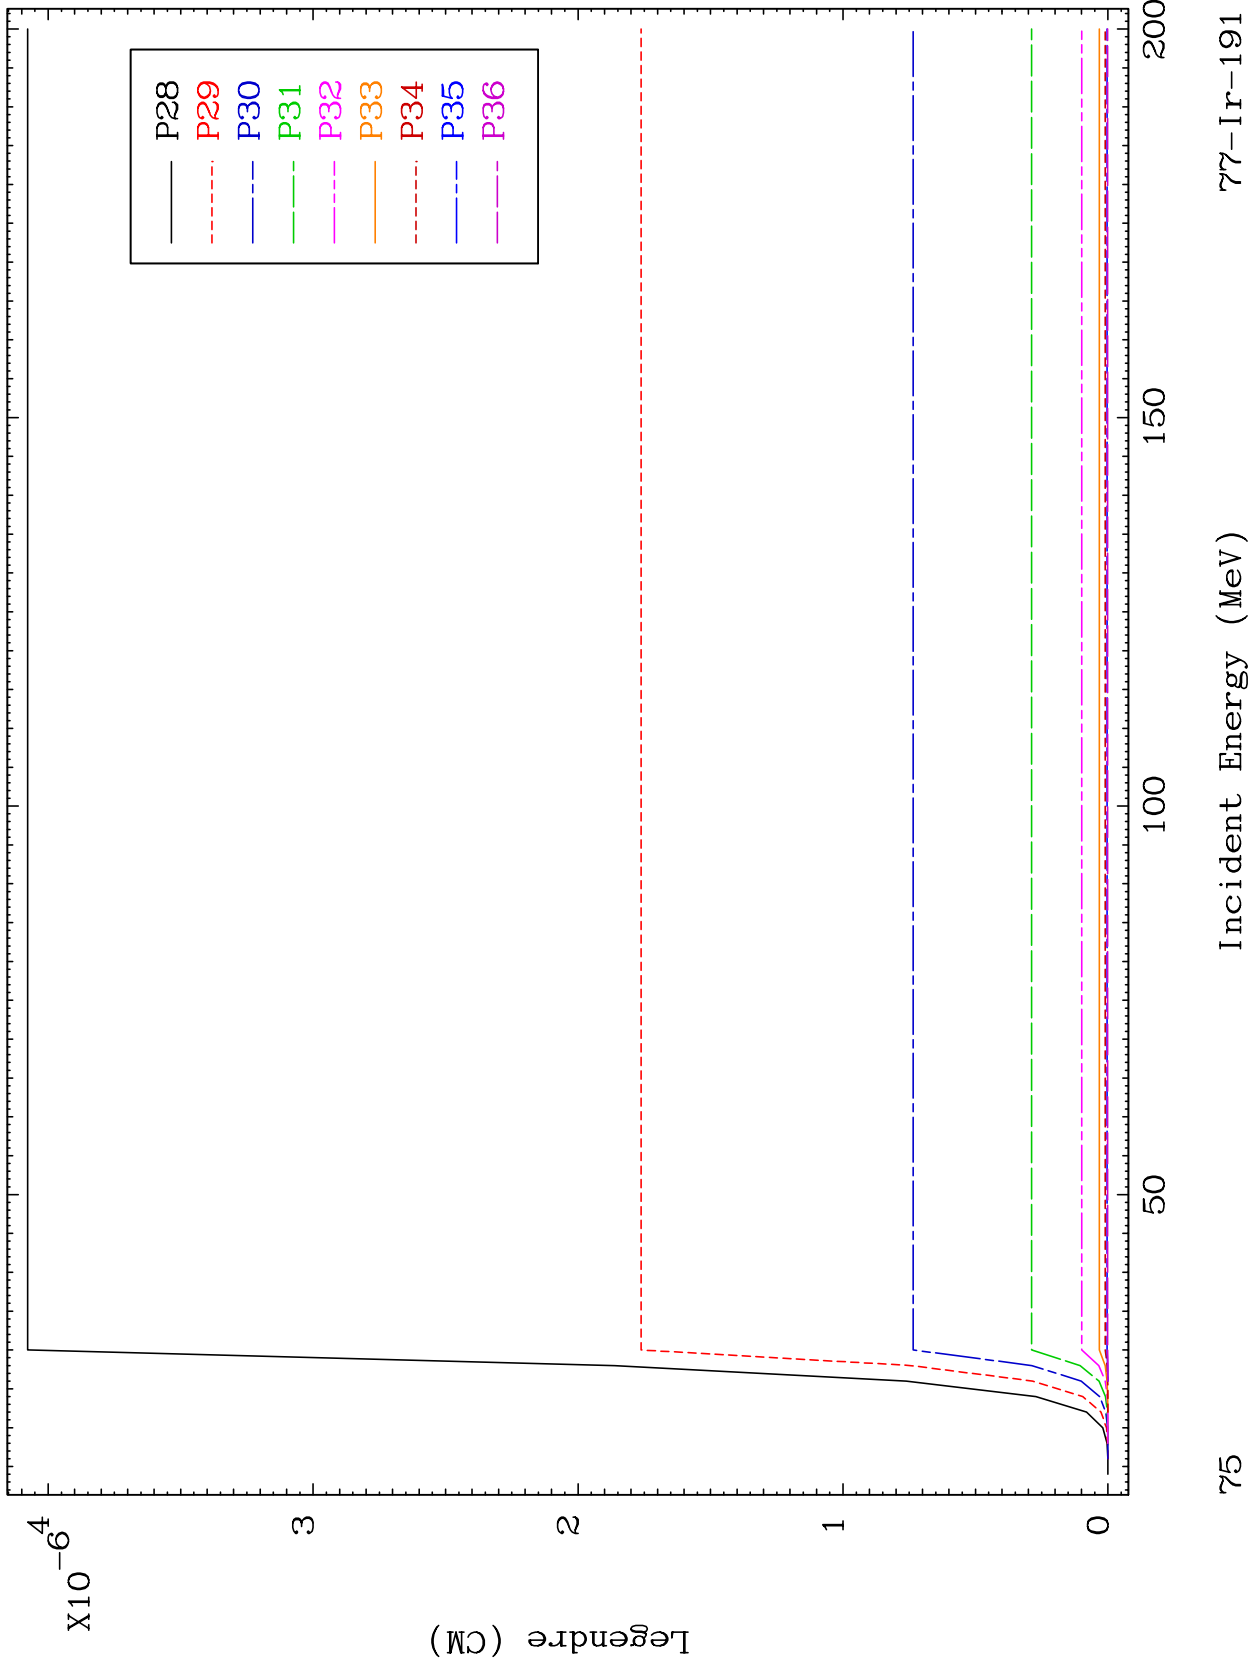 X10
-6
4
3
2
1
0
Legendre (CM)
P28
P29
P30
P31
P32
P33
P34
P35
P36
50
100
150
200
75
Incident Energy (MeV)
77-Ir-191